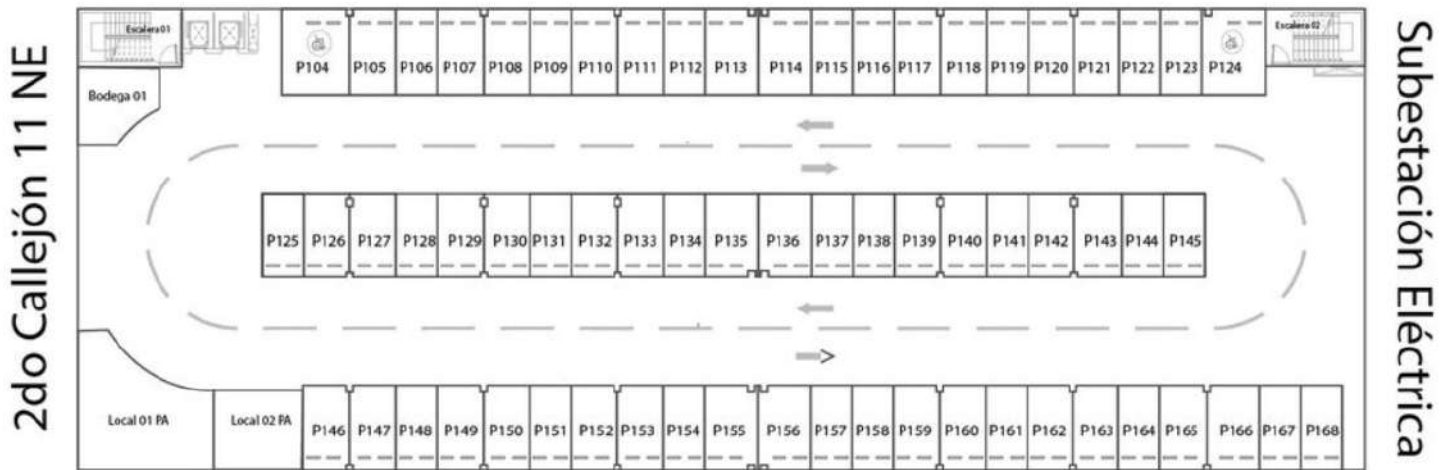 2do Callejón 11 NE
Escalera 01
Escalera 02
P104 P105 P106 P107 P108 P109 P110 P111 P112 P113 P114 P115 P116 P117 P118 P119 P120 P121 P122 P123 P124
Bodega 01
P125 P126 P127 P128 P129 P130 P131 P132 P133 P134 P135 P136 P137 P138 P139 P140 P141 P142 P143 P144 P145
Local 01 PA
Local 02 PA
P146 P147 P148 P149 P150 P151 P152 P153 P154 P155 P156 P157 P158 P159 P160 P161 P162 P163 P164 P165 P166 P167 P168
Subestación Eléctrica